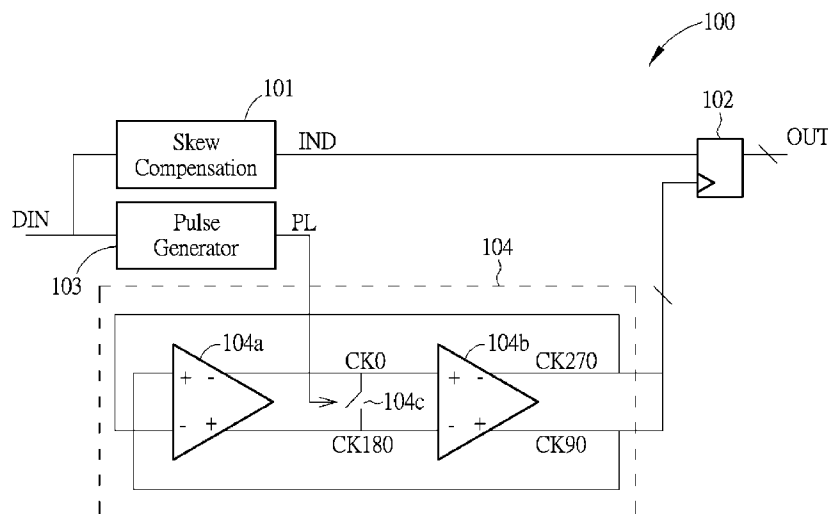 100
101
102
Skew
Compensation
IND
OUT
DIN
Pulse
Generator
PL
103
104
104a
104b
CK0
CK270
+ -
+ -
104c
- +
- +
CK180
CK90